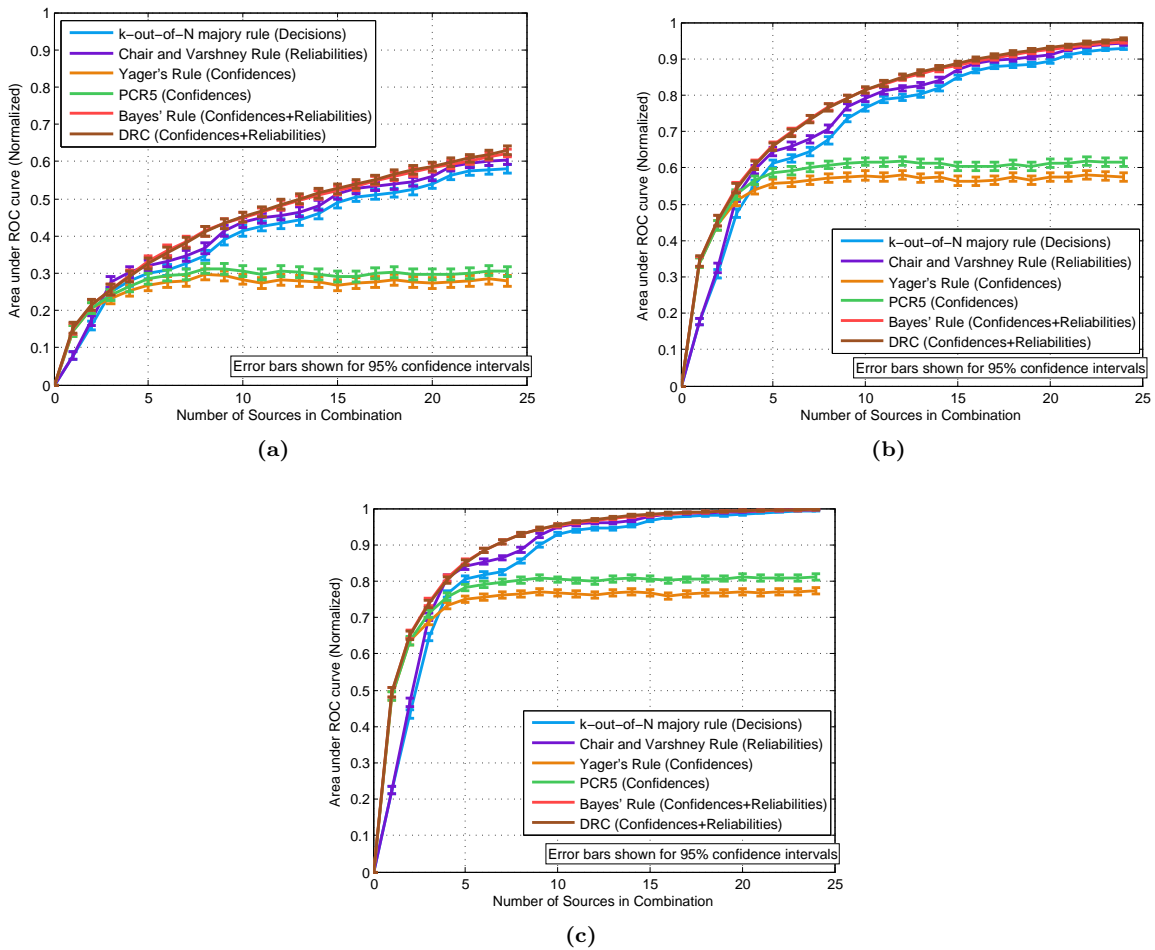 1
0.9
0.8
0.7
0.6
0.5
0.4
0.3
0.2
0.1
0
Area under ROC curve (Normalized)
k−out−of−N majory rule (Decisions)
Chair and Varshney Rule (Reliabilities)
Yager's Rule (Confidences)
PCR5 (Confidences)
Bayes' Rule (Confidences+Reliabilities)
DRC (Confidences+Reliabilities)
Error bars shown for 95% confidence intervals
0 5 10 15 20 25
Number of Sources in Combination
(a)
1
0.9
0.8
0.7
0.6
0.5
0.4
0.3
0.2
0.1
0
Area under ROC curve (Normalized)
k−out−of−N majory rule (Decisions)
Chair and Varshney Rule (Reliabilities)
Yager's Rule (Confidences)
PCR5 (Confidences)
Bayes' Rule (Confidences+Reliabilities)
DRC (Confidences+Reliabilities)
Error bars shown for 95% confidence intervals
0 5 10 15 20 25
Number of Sources in Combination
(b)
1
0.9
0.8
0.7
0.6
0.5
0.4
0.3
0.2
0.1
0
Area under ROC curve (Normalized)
k−out−of−N majory rule (Decisions)
Chair and Varshney Rule (Reliabilities)
Yager's Rule (Confidences)
PCR5 (Confidences)
Bayes' Rule (Confidences+Reliabilities)
DRC (Confidences+Reliabilities)
Error bars shown for 95% confidence intervals
0 5 10 15 20 25
Number of Sources in Combination
(c)